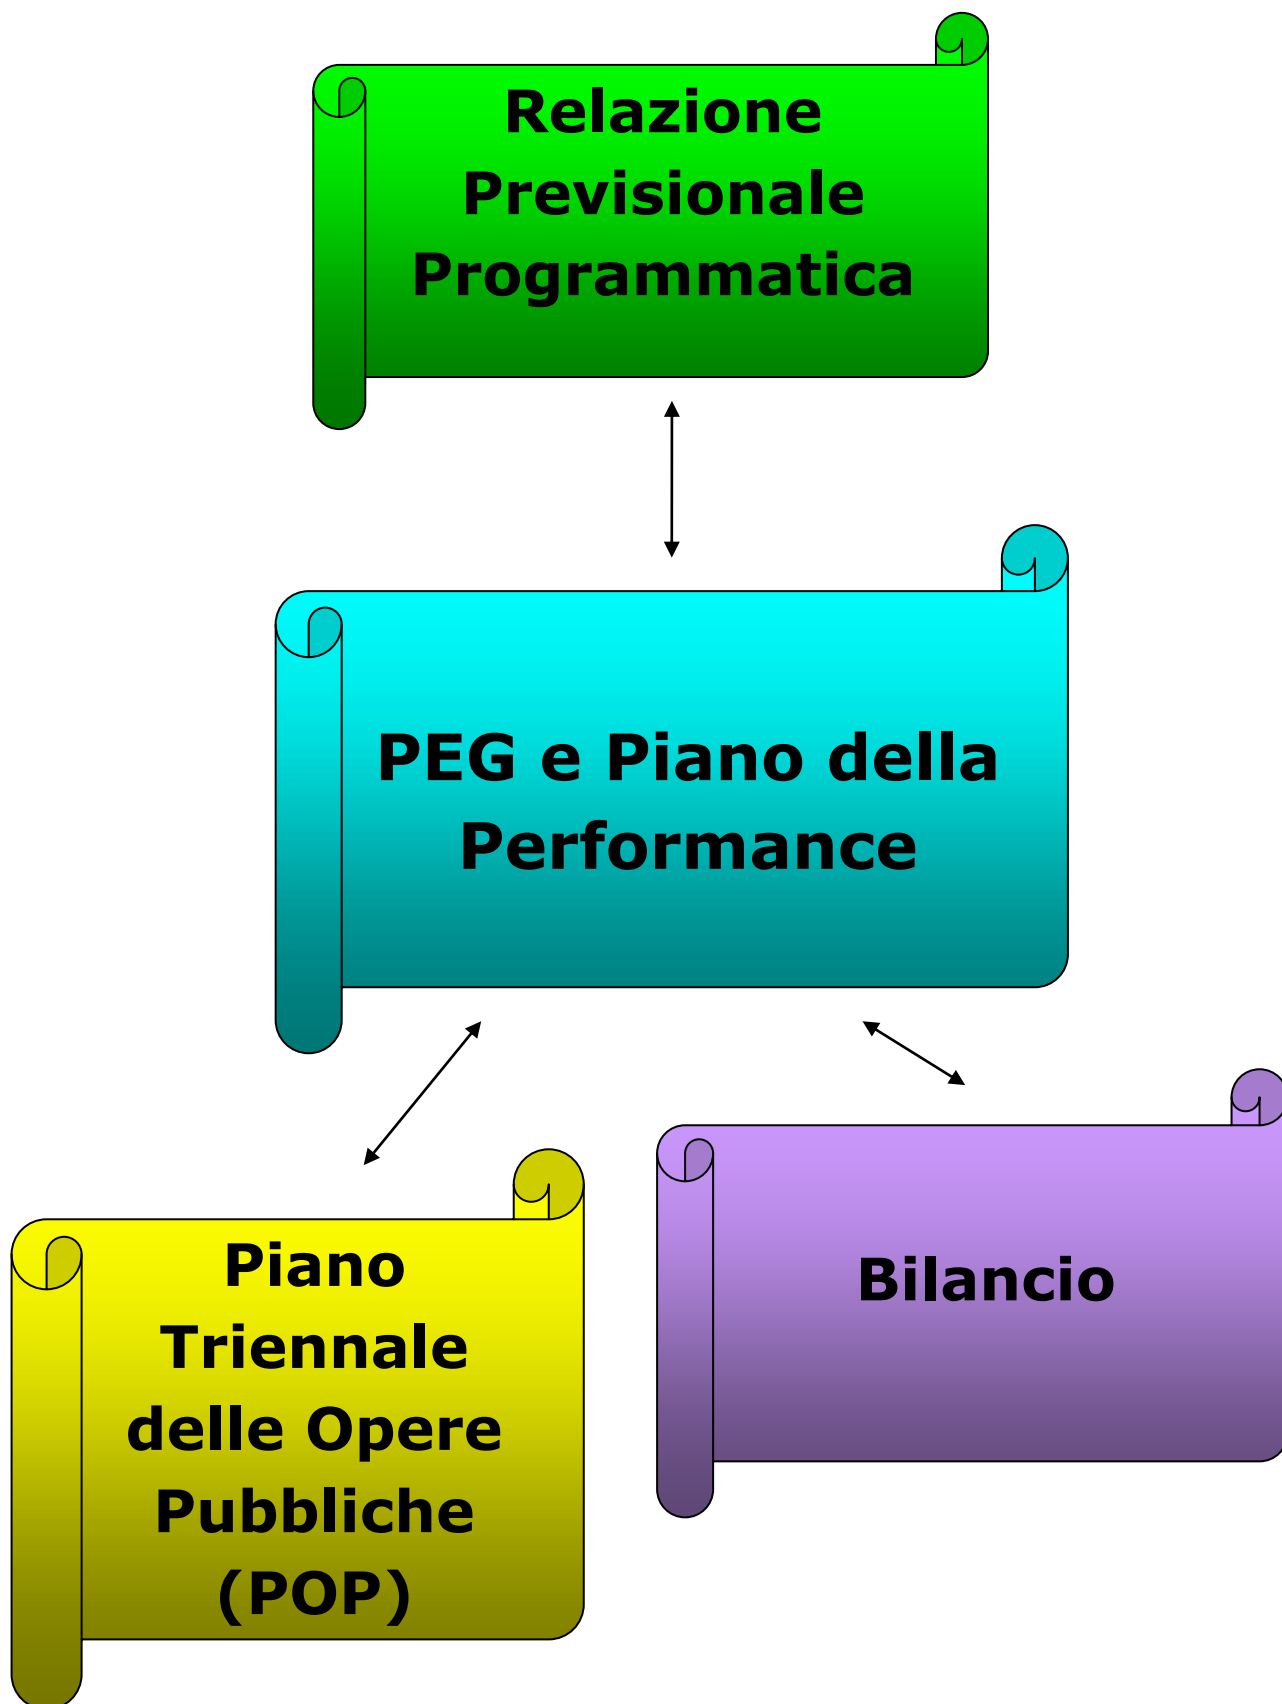 Relazione
Previsionale
Programmatica
PEG e Piano della
Performance
Piano
Triennale
delle Opere
Pubbliche
(POP)
Bilancio